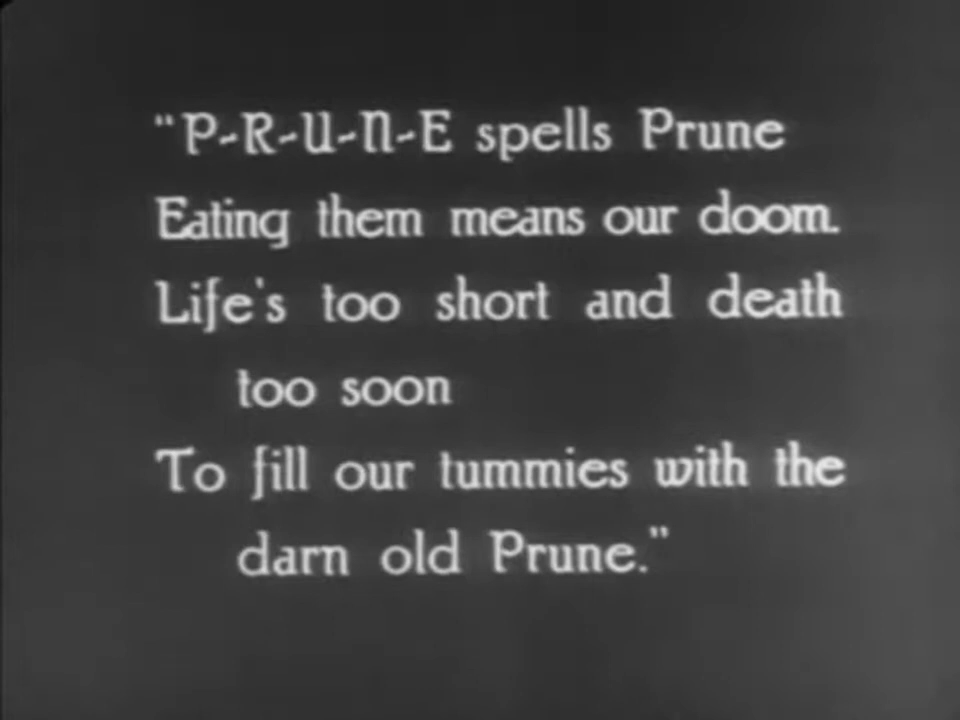 "P-R-U-N-E spells Prune
Eating them means our doom.
Life's too short and death
too soon
To fill our tummies with the
darn old Prune."